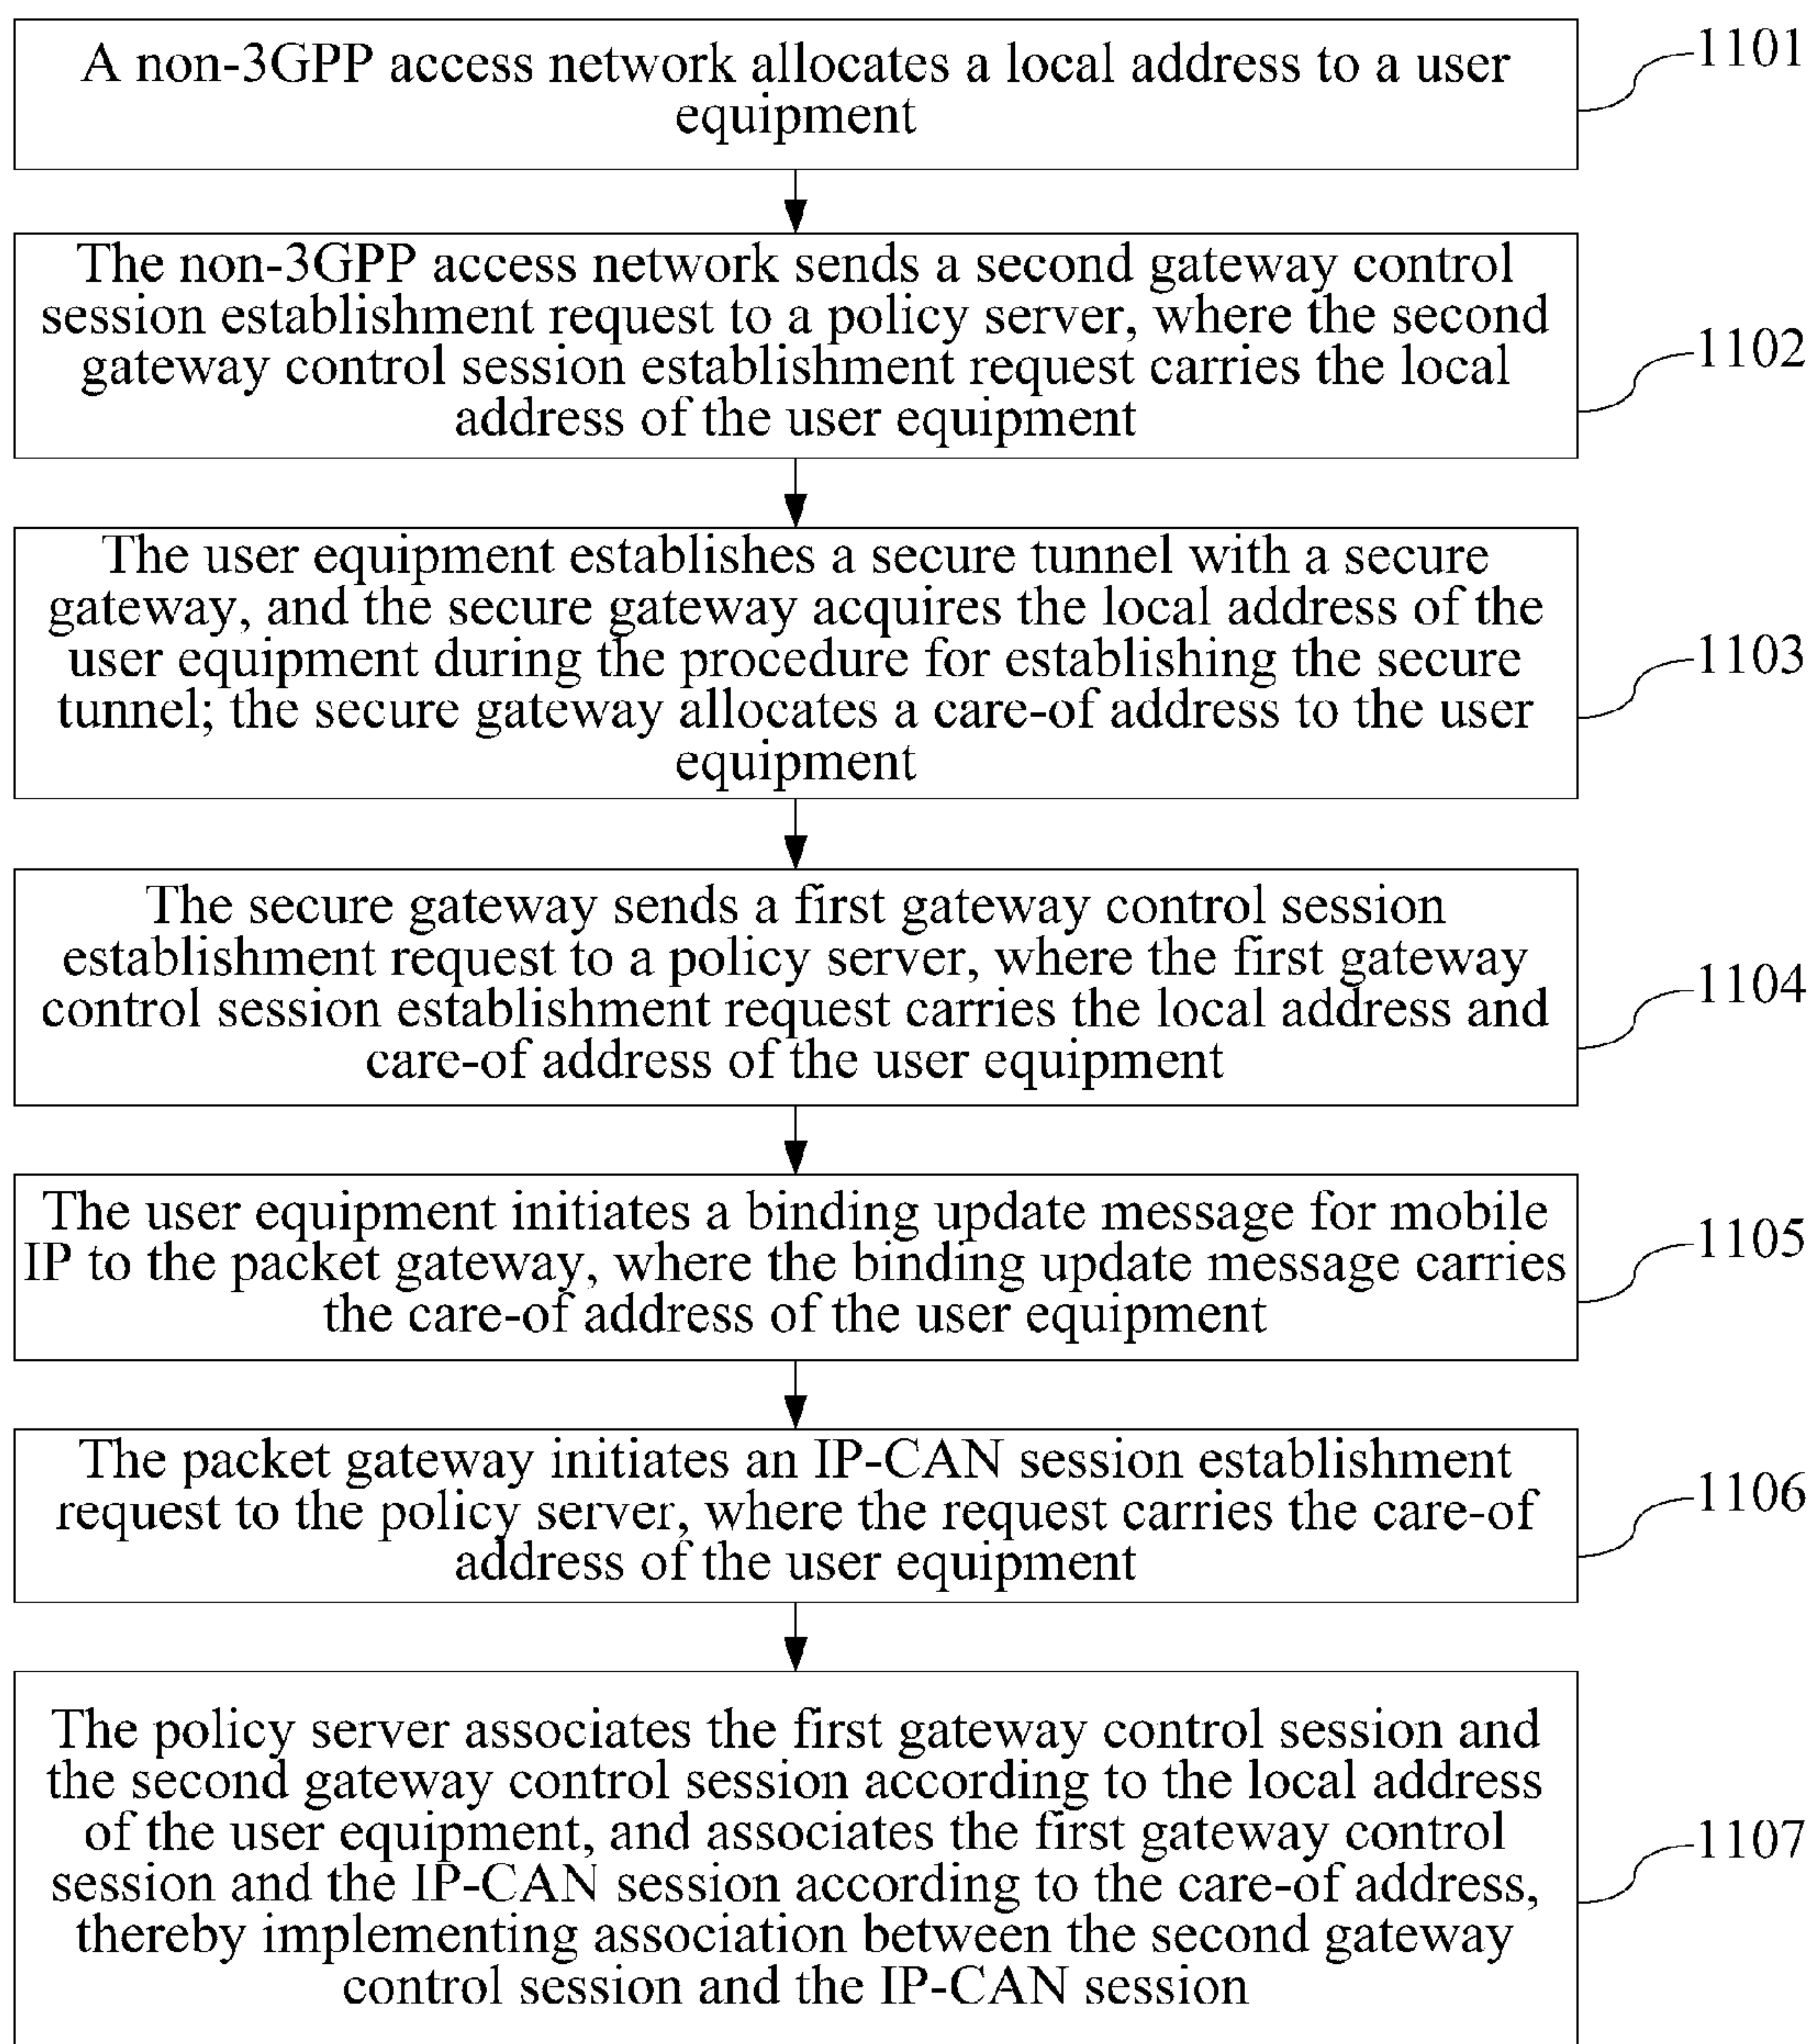 A non-3GPP access network allocates a local address to a user
equipment
1101
The non-3GPP access network sends a second gateway control
session establishment request to a policy server, where the second
gateway control session establishment request carries the local
address of the user equipment
1102
The user equipment establishes a secure tunnel with a secure
gateway, and the secure gateway acquires the local address of the
user equipment during the procedure for establishing the secure
tunnel; the secure gateway allocates a care-of address to the user
equipment
1103
The secure gateway sends a first gateway control session
establishment request to a policy server, where the first gateway
control session establishment request carries the local address and
care-of address of the user equipment
1104
The user equipment initiates a binding update message for mobile
IP to the packet gateway, where the binding update message carries
the care-of address of the user equipment
1105
The packet gateway initiates an IP-CAN session establishment
request to the policy server, where the request carries the care-of
address of the user equipment
1106
The policy server associates the first gateway control session and
the second gateway control session according to the local address
of the user equipment, and associates the first gateway control
session and the IP-CAN session according to the care-of address,
thereby implementing association between the second gateway
control session and the IP-CAN session
1107